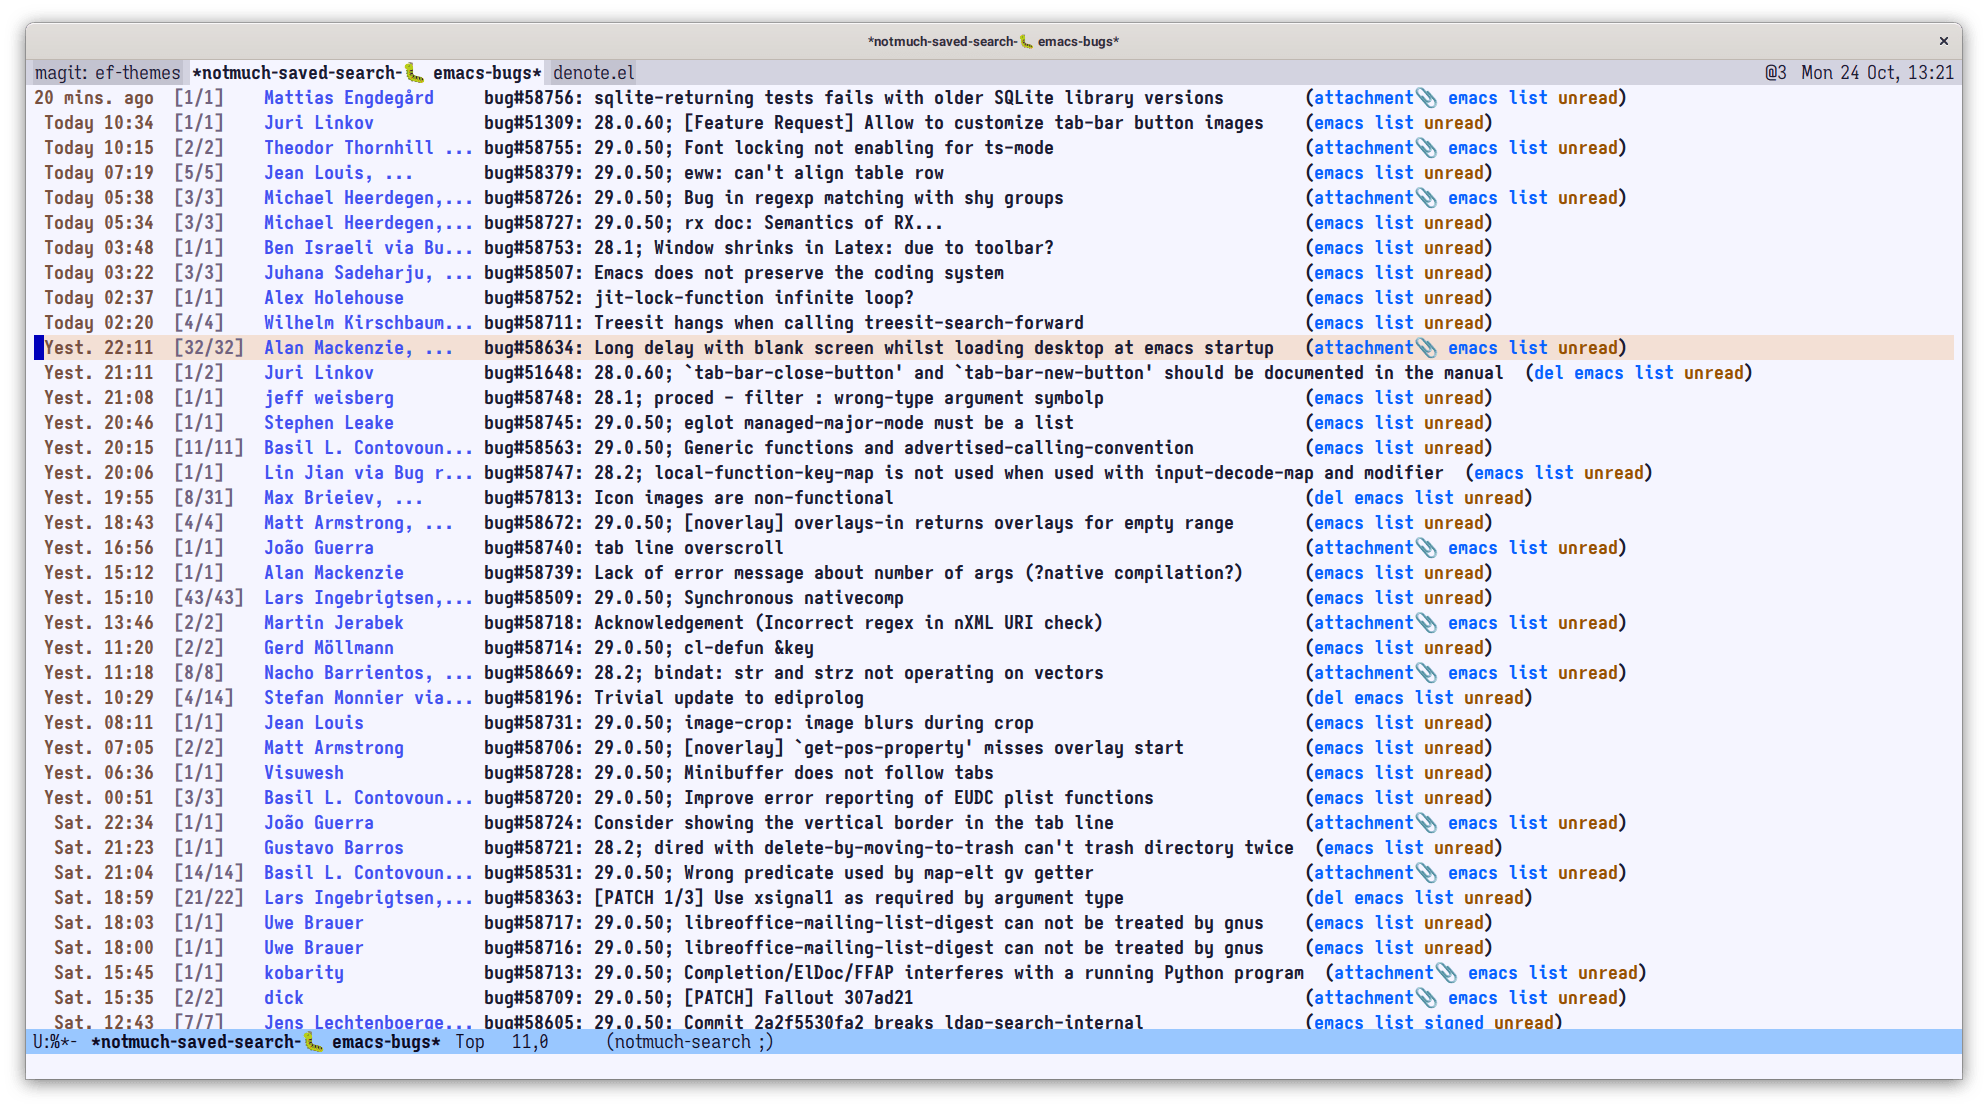 *notmuch-saved-search-🐛 emacs-bugs* ×
magit: ef-themes *notmuch-saved-search-🐛 emacs-bugs* denote.el @3 Mon 24 Oct, 13:21
20 mins. ago [1/1] Mattias Engdegård bug#58756: sqlite-returning tests fails with older SQLite library versions (attachment📎 emacs list unread)
Today 10:34 [1/1] Juri Linkov bug#51309: 28.0.60; [Feature Request] Allow to customize tab-bar button images (emacs list unread)
Today 10:15 [2/2] Theodor Thornhill ... bug#58755: 29.0.50; Font locking not enabling for ts-mode (attachment📎 emacs list unread)
Today 07:19 [5/5] Jean Louis, ... bug#58379: 29.0.50; eww: can't align table row (emacs list unread)
Today 05:38 [3/3] Michael Heerdegen,... bug#58726: 29.0.50; Bug in regexp matching with shy groups (attachment📎 emacs list unread)
Today 05:34 [3/3] Michael Heerdegen,... bug#58727: 29.0.50; rx doc: Semantics of RX... (emacs list unread)
Today 03:48 [1/1] Ben Israeli via Bu... bug#58753: 28.1; Window shrinks in Latex: due to toolbar? (emacs list unread)
Today 03:22 [3/3] Juhana Sadeharju, ... bug#58507: Emacs does not preserve the coding system (emacs list unread)
Today 02:37 [1/1] Alex Holehouse bug#58752: jit-lock-function infinite loop? (emacs list unread)
Today 02:20 [4/4] Wilhelm Kirschbaum... bug#58711: Treesit hangs when calling treesit-search-forward (emacs list unread)
Yest. 22:11 [32/32] Alan Mackenzie, ... bug#58634: Long delay with blank screen whilst loading desktop at emacs startup (attachment📎 emacs list unread)
Yest. 21:11 [1/2] Juri Linkov bug#51648: 28.0.60; `tab-bar-close-button' and `tab-bar-new-button' should be documented in the manual (del emacs list unread)
Yest. 21:08 [1/1] jeff weisberg bug#58748: 28.1; proced - filter : wrong-type argument symbolp (emacs list unread)
Yest. 20:46 [1/1] Stephen Leake bug#58745: 29.0.50; eglot managed-major-mode must be a list (emacs list unread)
Yest. 20:15 [11/11] Basil L. Contovoun... bug#58563: 29.0.50; Generic functions and advertised-calling-convention (emacs list unread)
Yest. 20:06 [1/1] Lin Jian via Bug r... bug#58747: 28.2; local-function-key-map is not used when used with input-decode-map and modifier (emacs list unread)
Yest. 19:55 [8/31] Max Brieiev, ... bug#57813: Icon images are non-functional (del emacs list unread)
Yest. 18:43 [4/4] Matt Armstrong, ... bug#58672: 29.0.50; [noverlay] overlays-in returns overlays for empty range (emacs list unread)
Yest. 16:56 [1/1] João Guerra bug#58740: tab line overscroll (attachment📎 emacs list unread)
Yest. 15:12 [1/1] Alan Mackenzie bug#58739: Lack of error message about number of args (?native compilation?) (emacs list unread)
Yest. 15:10 [43/43] Lars Ingebrigtsen,... bug#58509: 29.0.50; Synchronous nativecomp (emacs list unread)
Yest. 13:46 [2/2] Martin Jerabek bug#58718: Acknowledgement (Incorrect regex in nXML URI check) (attachment📎 emacs list unread)
Yest. 11:20 [2/2] Gerd Möllmann bug#58714: 29.0.50; cl-defun &key (emacs list unread)
Yest. 11:18 [8/8] Nacho Barrientos, ... bug#58669: 28.2; bindat: str and strz not operating on vectors (attachment📎 emacs list unread)
Yest. 10:29 [4/14] Stefan Monnier via... bug#58196: Trivial update to ediprolog (del emacs list unread)
Yest. 08:11 [1/1] Jean Louis bug#58731: 29.0.50; image-crop: image blurs during crop (emacs list unread)
Yest. 07:05 [2/2] Matt Armstrong bug#58706: 29.0.50; [noverlay] `get-pos-property' misses overlay start (emacs list unread)
Yest. 06:36 [1/1] Visuwesh bug#58728: 29.0.50; Minibuffer does not follow tabs (emacs list unread)
Yest. 00:51 [3/3] Basil L. Contovoun... bug#58720: 29.0.50; Improve error reporting of EUDC plist functions (emacs list unread)
Sat. 22:34 [1/1] João Guerra bug#58724: Consider showing the vertical border in the tab line (attachment📎 emacs list unread)
Sat. 21:23 [1/1] Gustavo Barros bug#58721: 28.2; dired with delete-by-moving-to-trash can't trash directory twice (emacs list unread)
Sat. 21:04 [14/14] Basil L. Contovoun... bug#58531: 29.0.50; Wrong predicate used by map-elt gv getter (attachment📎 emacs list unread)
Sat. 18:59 [21/22] Lars Ingebrigtsen,... bug#58363: [PATCH 1/3] Use xsignal1 as required by argument type (del emacs list unread)
Sat. 18:03 [1/1] Uwe Brauer bug#58717: 29.0.50; libreoffice-mailing-list-digest can not be treated by gnus (emacs list unread)
Sat. 18:00 [1/1] Uwe Brauer bug#58716: 29.0.50; libreoffice-mailing-list-digest can not be treated by gnus (emacs list unread)
Sat. 15:45 [1/1] kobarity bug#58713: 29.0.50; Completion/ElDoc/FFAP interferes with a running Python program (attachment📎 emacs list unread)
Sat. 15:35 [2/2] dick bug#58709: 29.0.50; [PATCH] Fallout 307ad21 (attachment📎 emacs list unread)
Sat. 12:43 [7/7] Jens Lechtenboerge... bug#58605: 29.0.50; Commit 2a2f5530fa2 breaks ldap-search-internal (emacs list signed unread)
U:%*- *notmuch-saved-search-🐛 emacs-bugs* Top 11,0 (notmuch-search ;)